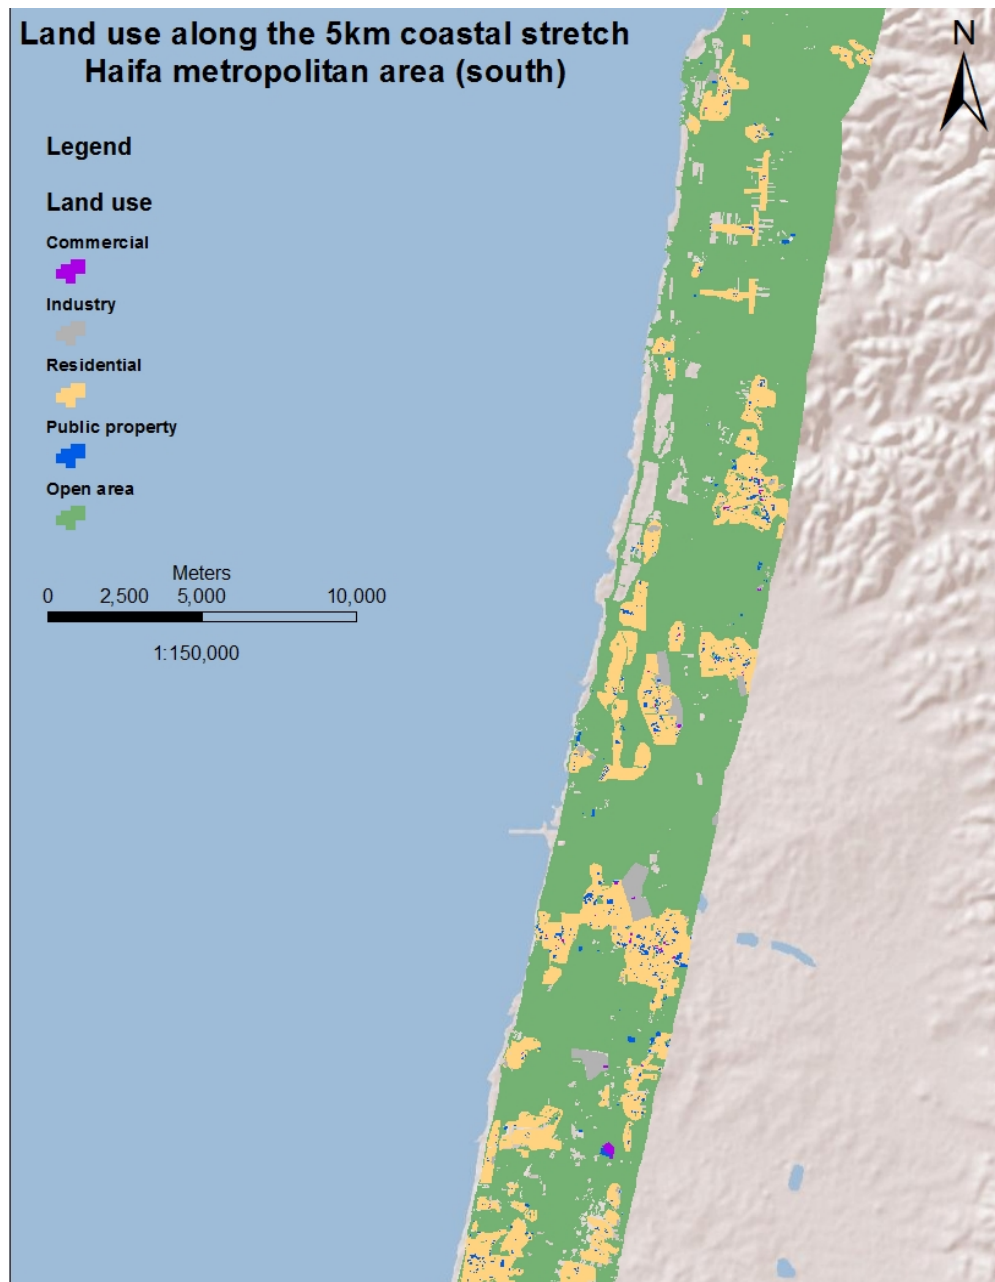 Land use along the 5km coastal stretch
Haifa metropolitan area (south)
N
Legend
Land use
Commercial
Industry
Residential
Public property
Open area
Meters
0 2,500 5,000 10,000
1:150,000